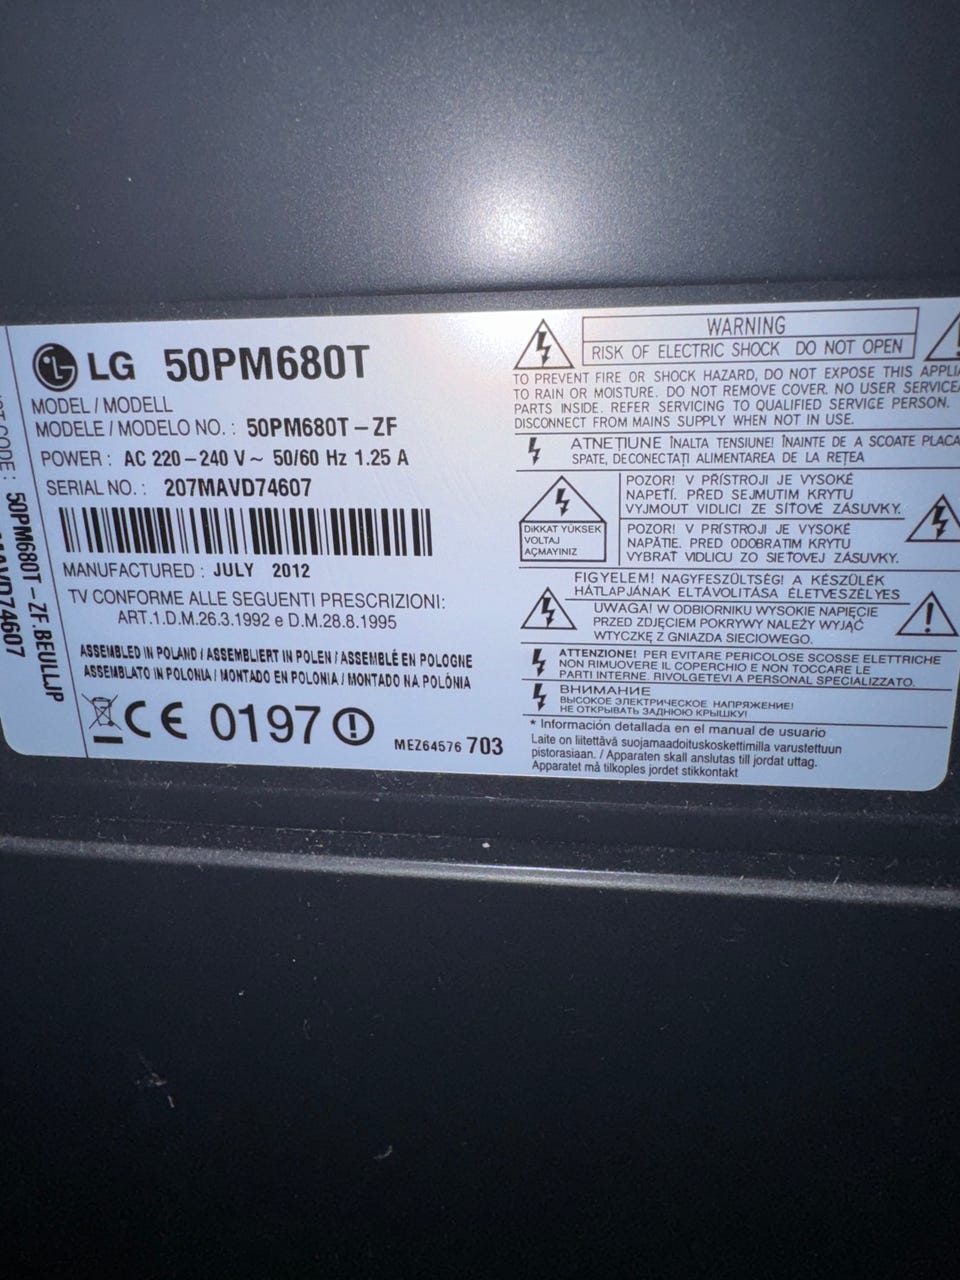 LG 50PM680T
MODEL / MODELL
MODELE / MODELO NO. : 50PM680T-ZF
POWER : AC 220-240 V~ 50/60 Hz 1.25 A
SERIAL NO. : 207MAVD74607
MANUFACTURED : JULY 2012
TV CONFORME ALLE SEGUENTI PRESCRIZIONI:
ART.1.D.M.26.3.1992 e D.M.28.8.1995
ASSEMBLED IN POLAND / ASSEMBLIERT IN POLEN / ASSEMBLÉ EN POLOGNE
ASSEMBLATO IN POLONIA / MONTADO EN POLONIA / MONTADO NA POLÓNIA
CE 0197
MEZ64576 703
50PM680T-ZF.BEULLJP
WARNING
RISK OF ELECTRIC SHOCK DO NOT OPEN
TO PREVENT FIRE OR SHOCK HAZARD, DO NOT EXPOSE THIS
TO RAIN OR MOISTURE. DO NOT REMOVE COVER. NO USER
PARTS INSIDE. REFER SERVICING TO QUALIFIED SERVICE PERSON.
DISCONNECT FROM MAINS SUPPLY WHEN NOT IN USE.
ATNEŢIUNE ÎNALTA TENSIUNE! ÎNAINTE DE A SCOATE PLACA
SPATE, DECONECTAŢI ALIMENTAREA DE LA REŢEA
DIKKAT YÜKSEK
VOLTAJ
AÇMAYINIZ
POZOR! V PŘÍSTROJI JE VYSOKÉ
NAPĚTÍ. PŘED SEJMUTIM KRYTU
VYJMOUT VIDLICI ZE SÍŤOVÉ ZÁSUVKY.
POZOR! V PRÍSTROJI JE VYSOKÉ
NAPÄTIE. PRED ODOBRATIM KRYTU
VYBRAT VIDLICU ZO SIEŤOVEJ ZÁSUVKY.
FIGYELEM! NAGYFESZÜLTSÉG! A KÉSZÜLÉK
HÁTLAPJÁNAK ELTÁVOLÍTÁSA ÉLETVESZÉLYES
UWAGA! W ODBIORNIKU WYSOKIE NAPIĘCIE
PRZED ZDJĘCIEM POKRYWY NALEŻY WYJĄĆ
WTYCZKĘ Z GNIAZDA SIECIOWEGO.
ATTENZIONE! PER EVITARE PERICOLOSE SCOSSE ELETTRICHE
NON RIMUOVERE IL COPERCHIO E NON TOCCARE LE
PARTI INTERNE. RIVOLGETEVI A PERSONAL SPECIALIZZATO.
ВНИМАНИЕ
ВЫСОКОЕ ЭЛЕКТРИЧЕСКОЕ НАПРЯЖЕНИЕ!
НЕ ОТКРЫВАТЬ ЗАДНЮЮ КРЫШКУ!
* Información detallada en el manual de usuario
Laite on liitettävä suojamaadoituskoskettimilla varustettuun
pistorasiaan. / Apparaten skall anslutas till jordat uttag.
Apparatet må tilkoples jordet stikkontakt